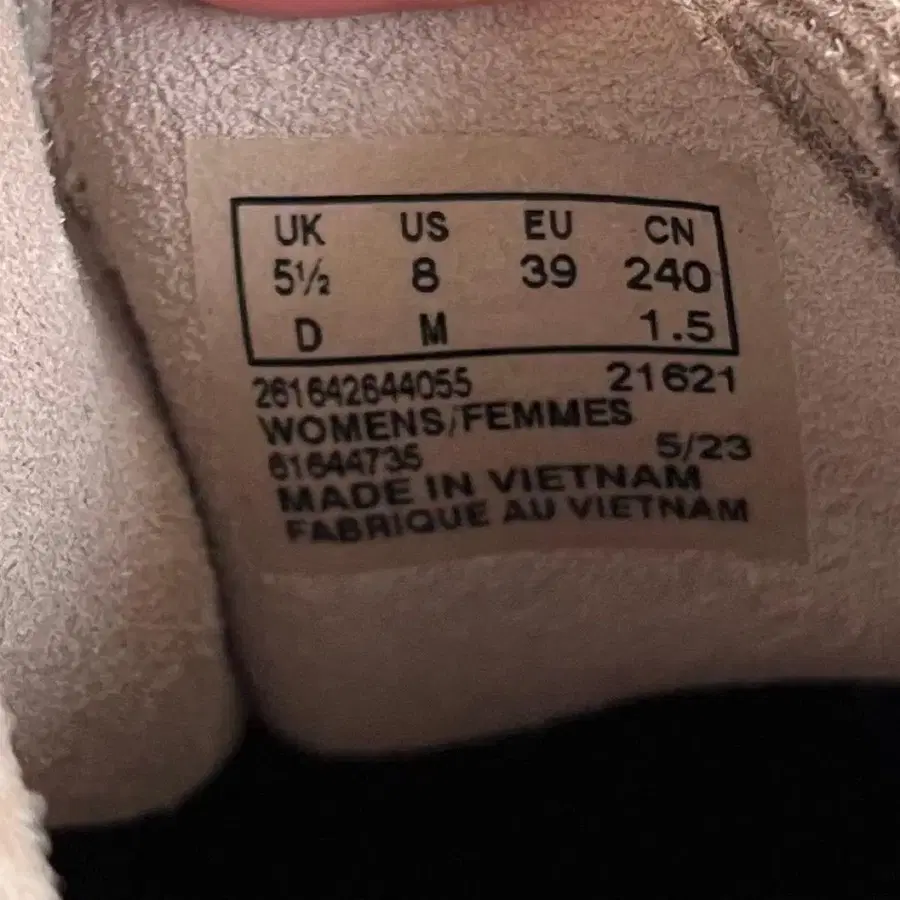 UK US EU CN
5½ 8 39 240
D M 1.5
261642644055 21621
WOMENS/FEMMES
61644735 5/23
MADE IN VIETNAM
FABRIQUE AU VIETNAM